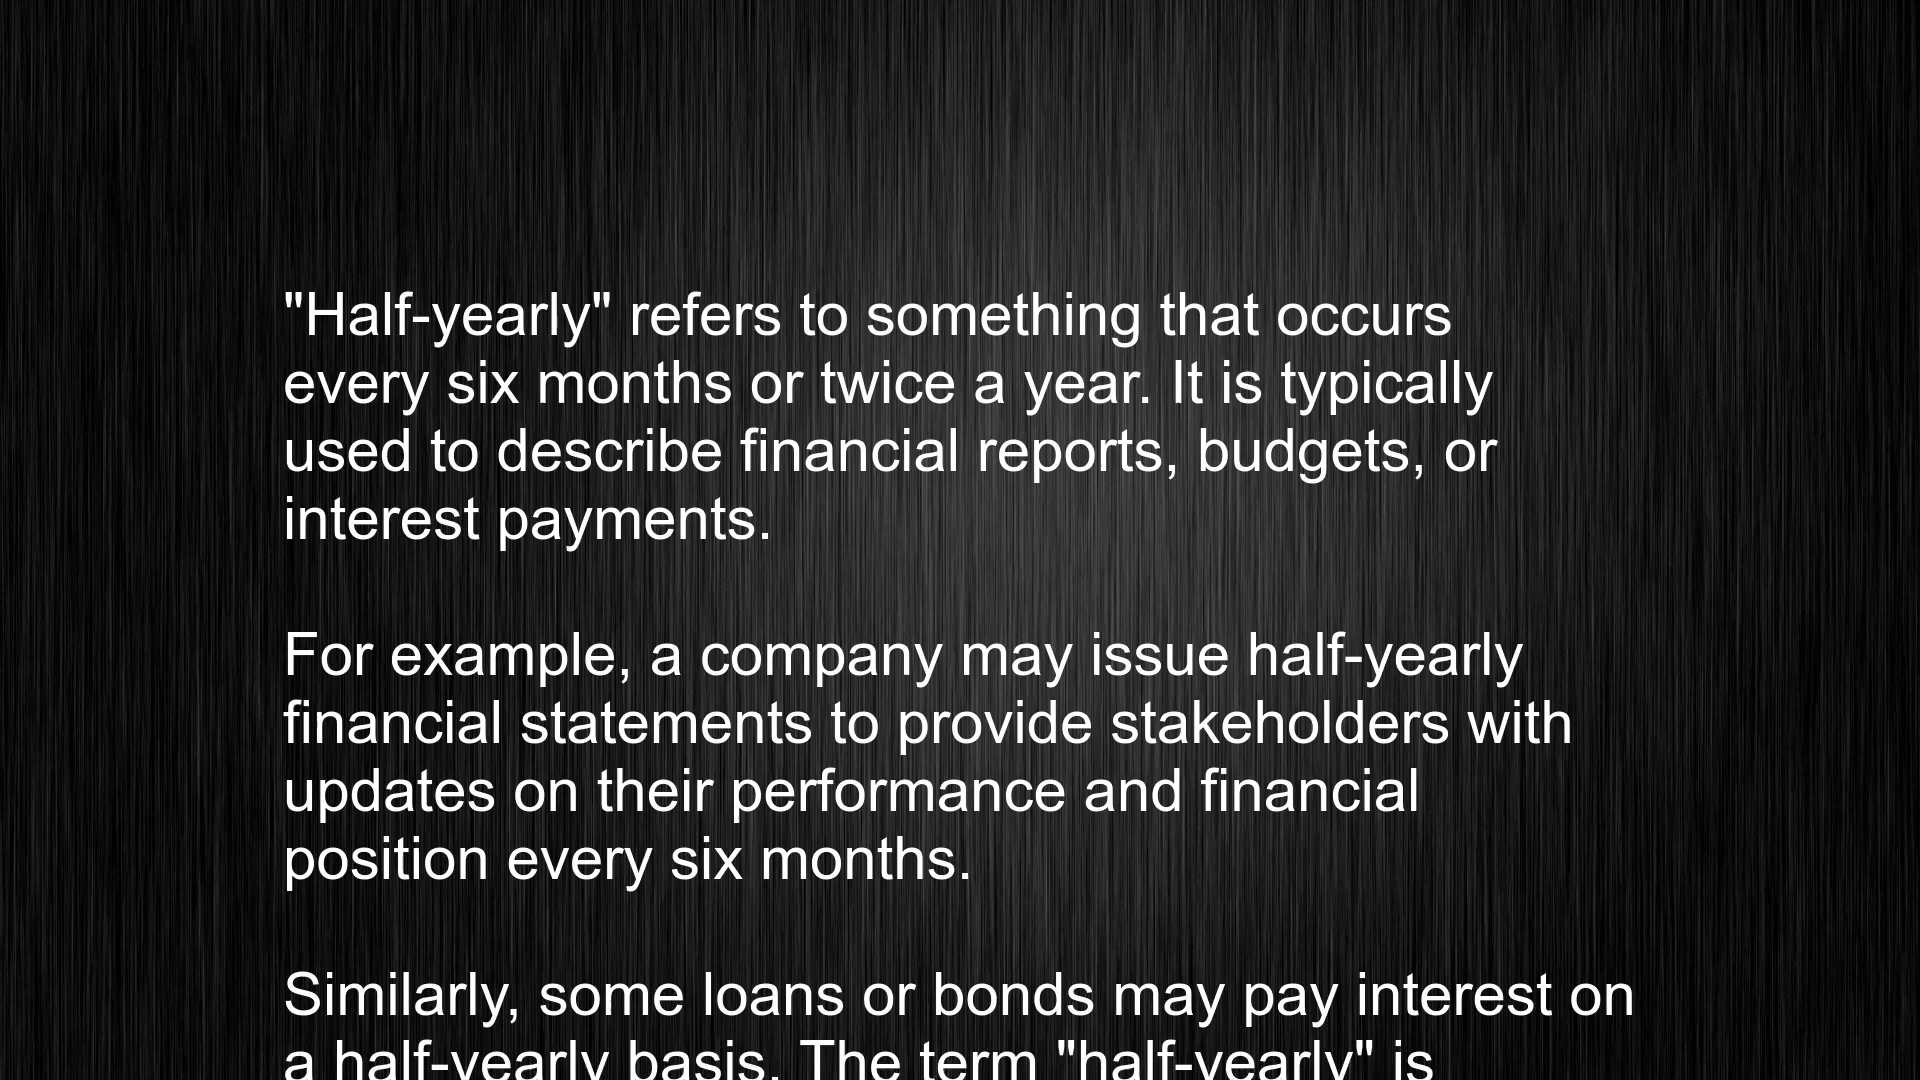 "Half-yearly" refers to something that occurs
every six months or twice a year. It is typically
used to describe financial reports, budgets, or
interest payments.
For example, a company may issue half-yearly
financial statements to provide stakeholders with
updates on their performance and financial
position every six months.
Similarly, some loans or bonds may pay interest on
a half-yearly basis. The term "half-yearly" is